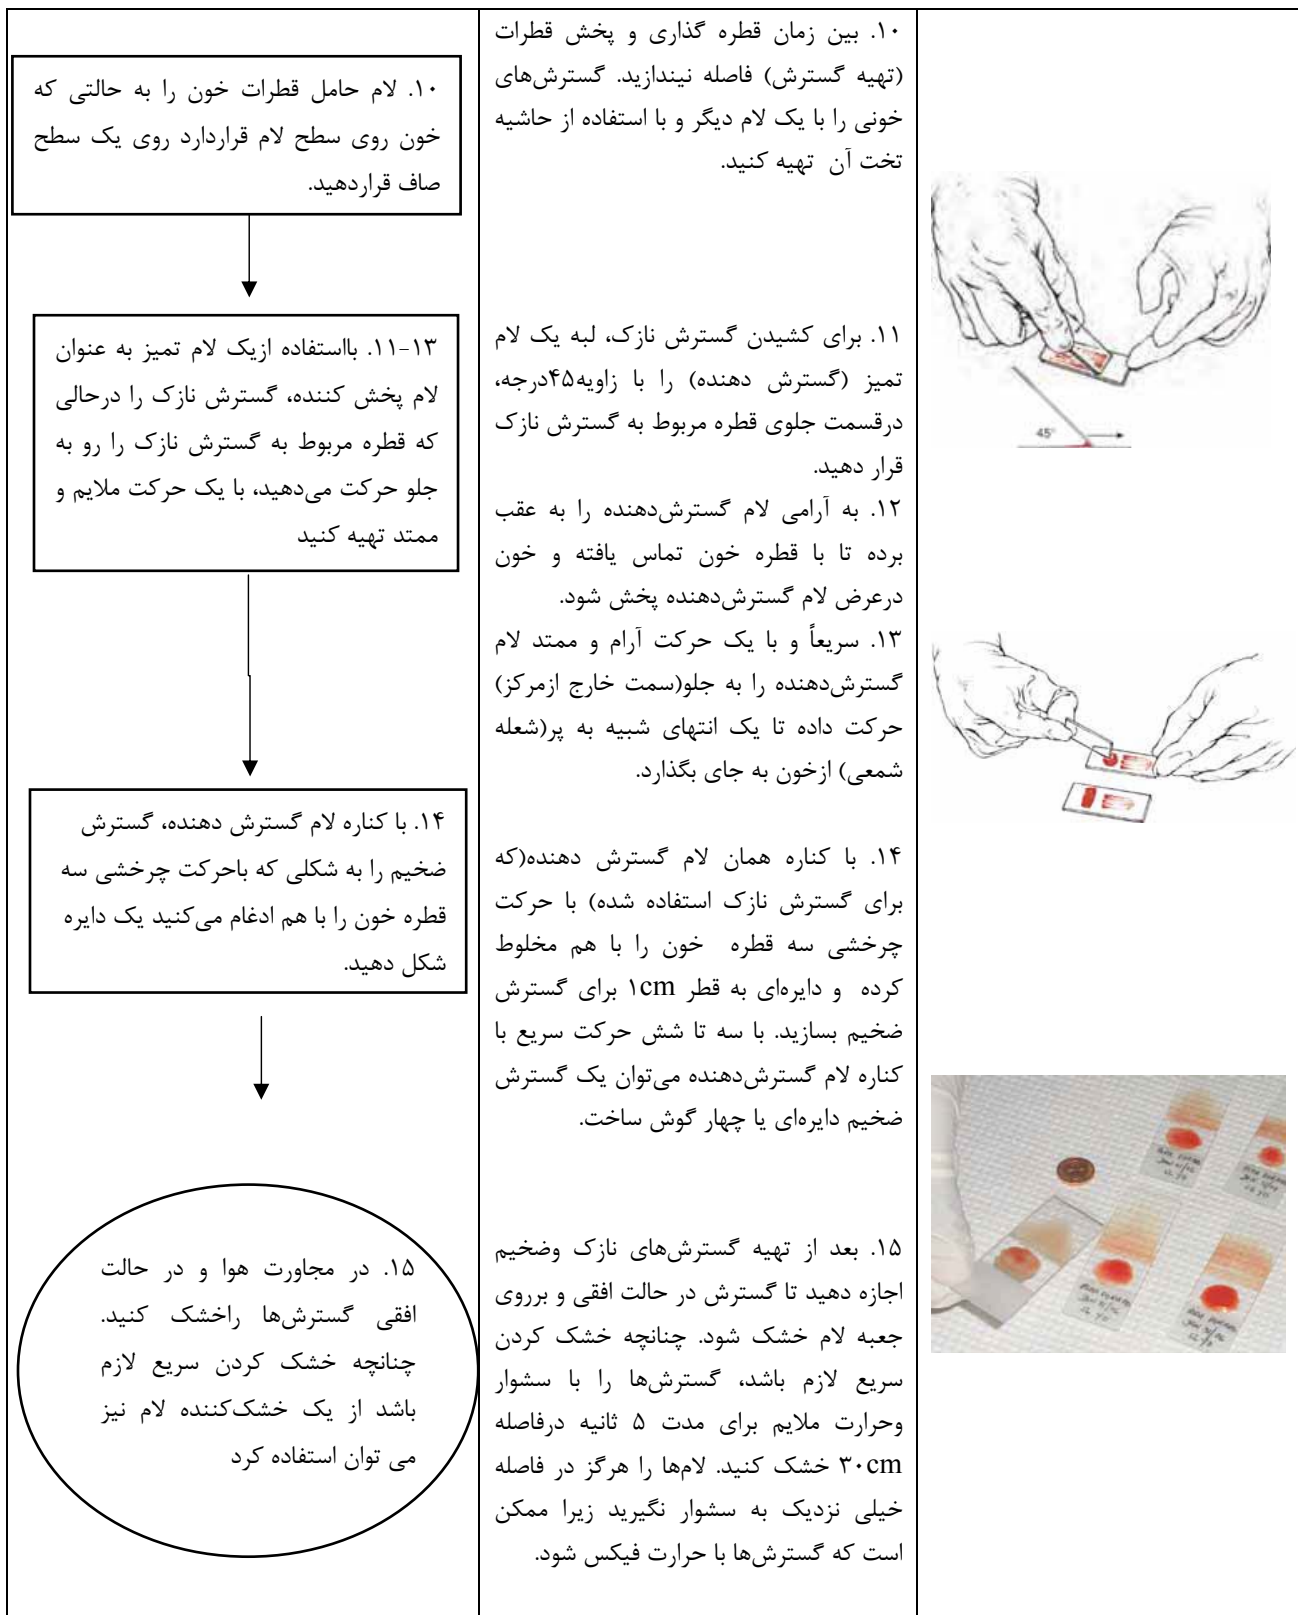 ۱۰. بین زمان قطره گذاری و پخش قطرات
(تهیه گسترش) فاصله نیندازید. گسترش‌های
خونی را با یک لام دیگر و با استفاده از حاشیه
تخت آن تهیه کنید.
۱۰. لام حامل قطرات خون را به حالتی که
خون روی سطح لام قراردارد روی یک سطح
صاف قراردهید.
۱۱. برای کشیدن گسترش نازک، لبه یک لام
تمیز (گسترش دهنده) را با زاویه۴۵درجه،
درقسمت جلوی قطره مربوط به گسترش نازک
قرار دهید.
۱۲. به آرامی لام گسترش‌دهنده را به عقب
برده تا با قطره خون تماس یافته و خون
درعرض لام گسترش‌دهنده پخش شود.
۱۳. سریعاً و با یک حرکت آرام و ممتد لام
گسترش‌دهنده را به جلو(سمت خارج ازمرکز)
حرکت داده تا یک انتهای شبیه به پر(شعله
شمعی) ازخون به جای بگذارد.
۱۱-۱۳. بااستفاده ازیک لام تمیز به عنوان
لام پخش کننده، گسترش نازک را درحالی
که قطره مربوط به گسترش نازک را رو به
جلو حرکت می‌دهید، با یک حرکت ملایم و
ممتد تهیه کنید
45°
۱۴. با کناره همان لام گسترش دهنده(که
برای گسترش نازک استفاده شده) با حرکت
چرخشی سه قطره خون را با هم مخلوط
کرده و دایره‌ای به قطر ۱cm برای گسترش
ضخیم بسازید. با سه تا شش حرکت سریع با
کناره لام گسترش‌دهنده می‌توان یک گسترش
ضخیم دایره‌ای یا چهار گوش ساخت.
۱۴. با کناره لام گسترش دهنده، گسترش
ضخیم را به شکلی که باحرکت چرخشی سه
قطره خون را با هم ادغام می‌کنید یک دایره
شکل دهید.
۱۵. بعد از تهیه گسترش‌های نازک وضخیم
اجازه دهید تا گسترش در حالت افقی و برروی
جعبه لام خشک شود. چنانچه خشک کردن
سریع لازم باشد، گسترش‌ها را با سشوار
وحرارت ملایم برای مدت ۵ ثانیه درفاصله
۳۰cm خشک کنید. لام‌ها را هرگز در فاصله
خیلی نزدیک به سشوار نگیرید زیرا ممکن
است که گسترش‌ها با حرارت فیکس شود.
۱۵. در مجاورت هوا و در حالت
افقی گسترش‌ها راخشک کنید.
چنانچه خشک کردن سریع لازم
باشد از یک خشک‌کننده لام نیز
می توان استفاده کرد